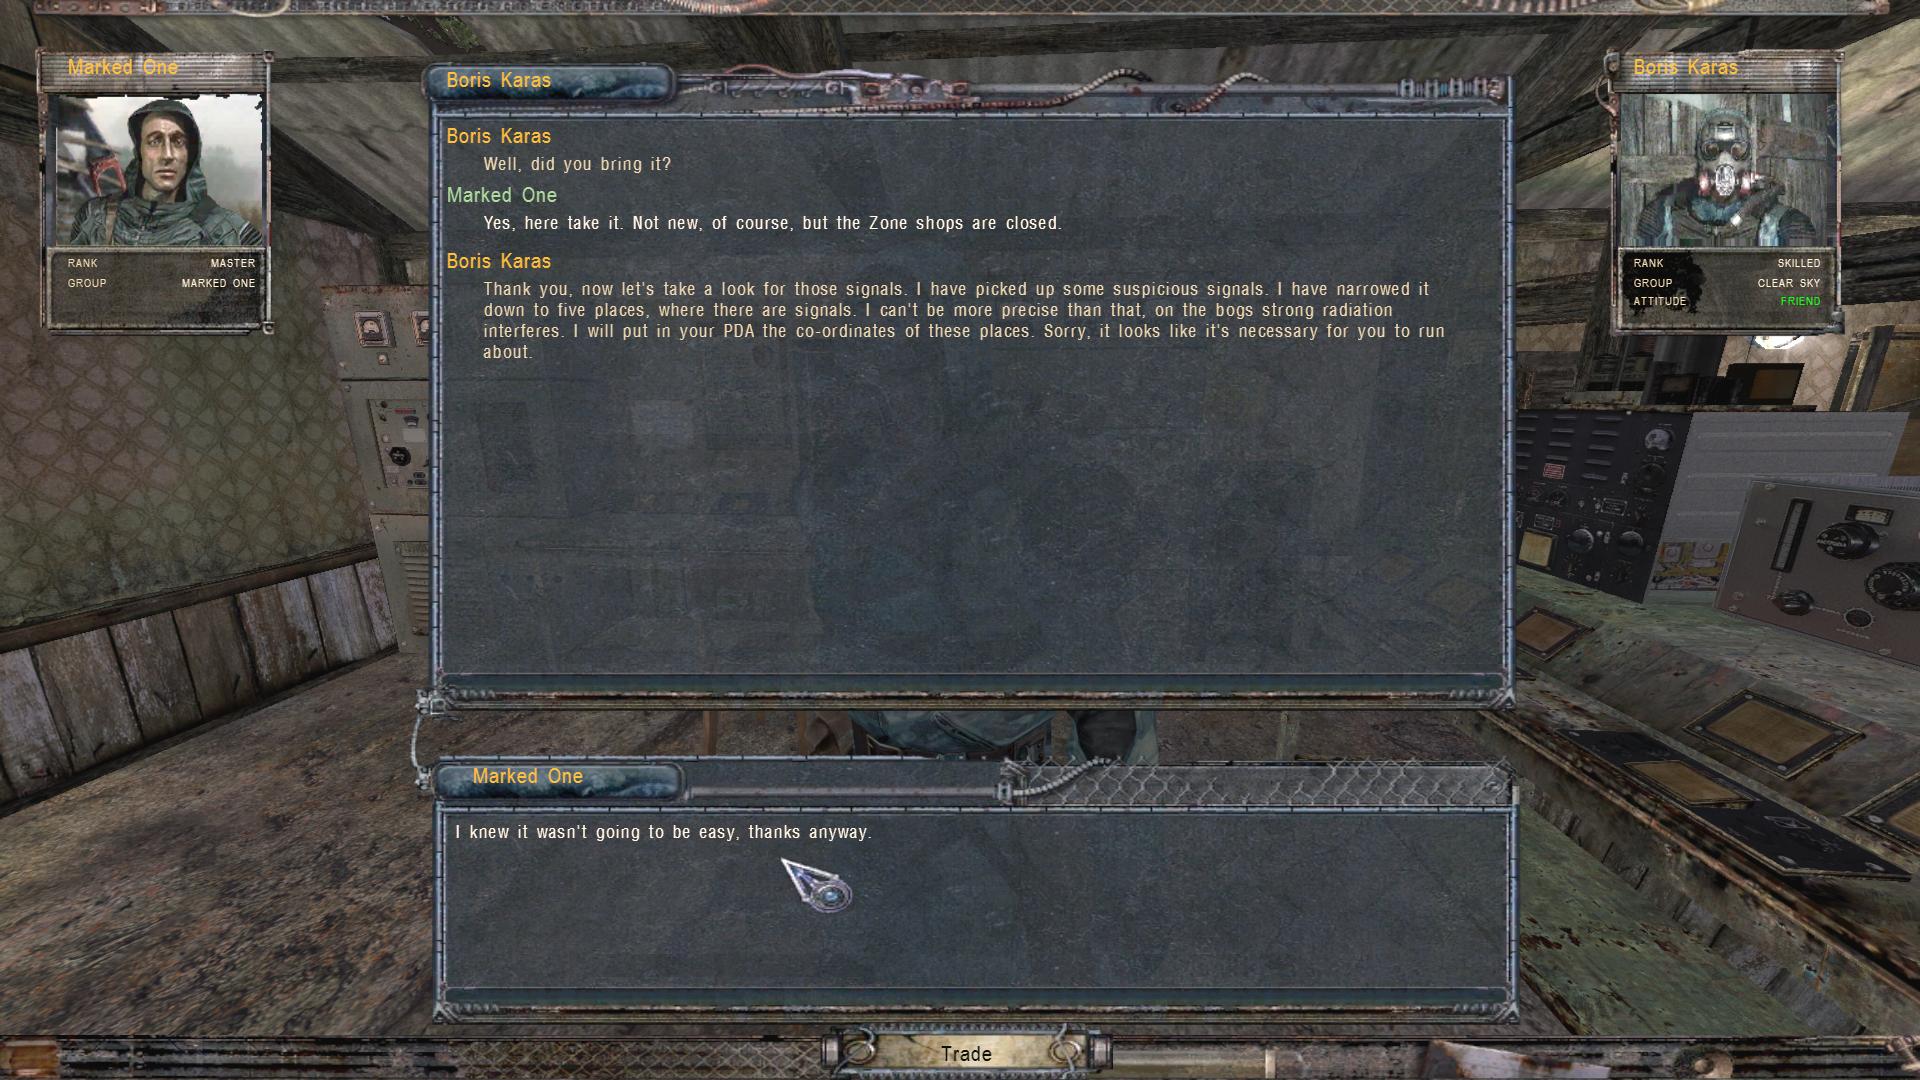 Marked One
RANK MASTER
GROUP MARKED ONE
Boris Karas
Boris Karas
Well, did you bring it?
Marked One
Yes, here take it. Not new, of course, but the Zone shops are closed.
Boris Karas
Thank you, now let's take a look for those signals. I have picked up some suspicious signals. I have narrowed it
down to five places, where there are signals. I can't be more precise than that, on the bogs strong radiation
interferes. I will put in your PDA the co-ordinates of these places. Sorry, it looks like it's necessary for you to run
about.
Boris Karas
RANK SKILLED
GROUP CLEAR SKY
ATTITUDE FRIEND
Marked One
I knew it wasn't going to be easy, thanks anyway.
Trade